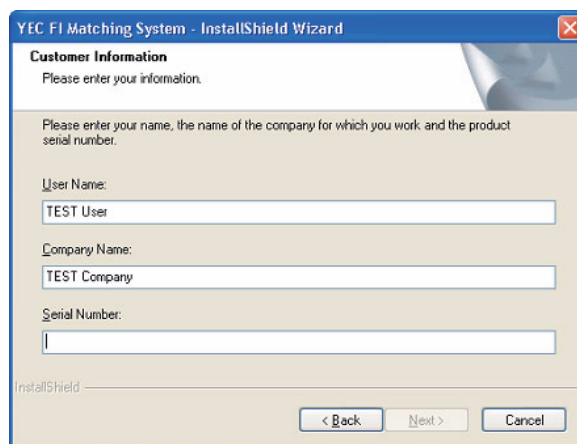 YEC FI Matching System - InstallShield Wizard
Customer Information
Please enter your information.
Please enter your name, the name of the company for which you work and the product
serial number.
User Name:
TEST User
Company Name:
TEST Company
Serial Number:
InstallShield
< Back
Next >
Cancel